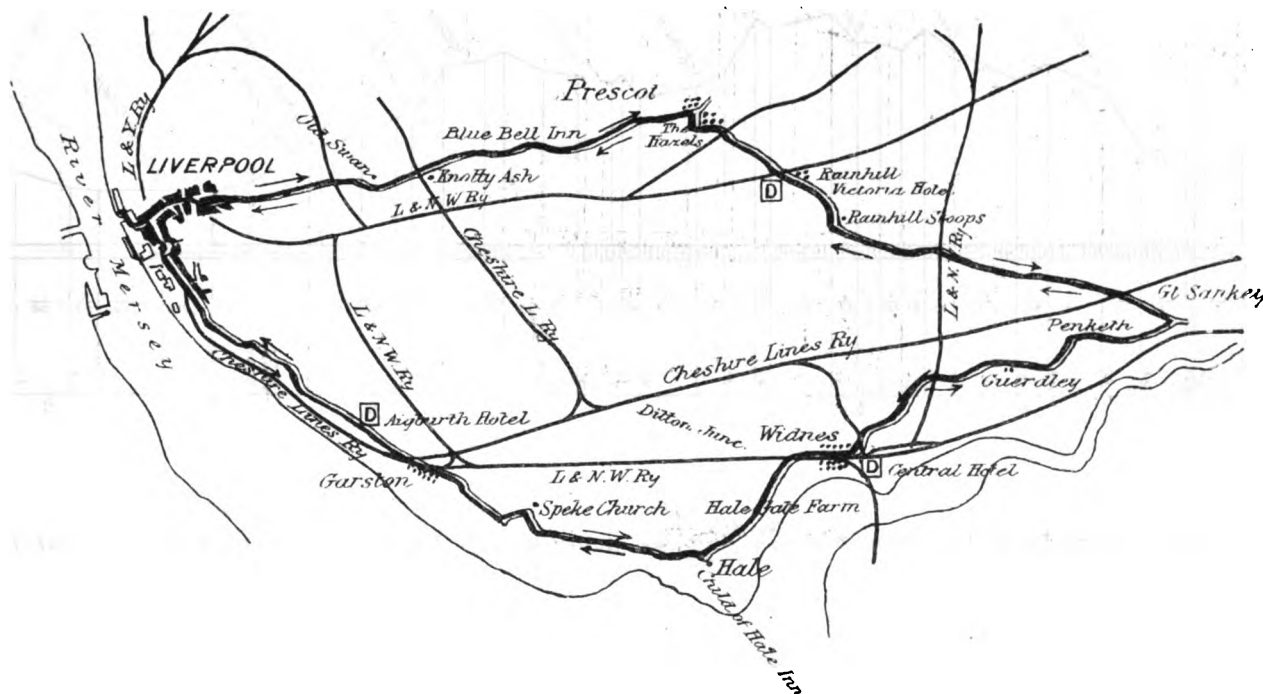 Prescot
L & Y. Ry
Old Swan
Blue Bell Inn
The
Hazels
River
Mersey
LIVERPOOL
Knotty Ash
L & N. W Ry
Rainhill
Victoria Hotel
D
Rainhill Stoops
Cheshire L Ry
L & N. Ry
Gt Sankey
L & N. W. Ry
Cheshire Lines Ry
Penketh
Cheshire Lines Ry
D
Aigburth Hotel
Ditton Junc.
Widnes
Cuerdley
Garston
L & N. W. Ry
D
Central Hotel
Speke Church
Hale Gate Farm
Hale
Child of Hale Inn